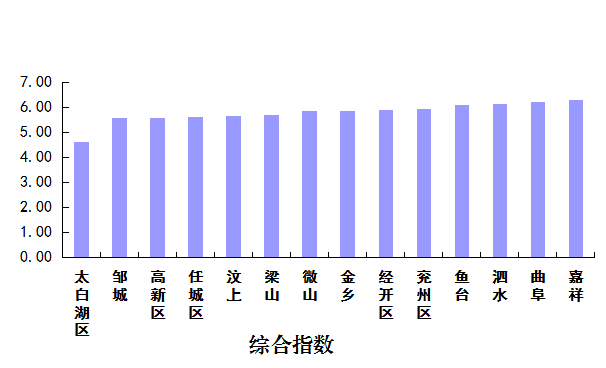 7.00
6.00
5.00
4.00
3.00
2.00
1.00
0.00
太白湖区
邹城
高新区
任城区
汶上
梁山
微山
金乡
经开区
兖州区
鱼台
泗水
曲阜
嘉祥
综合指数